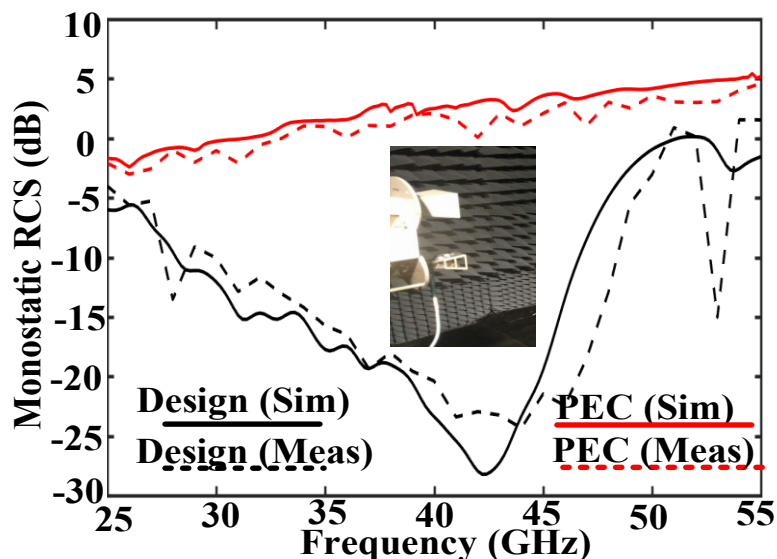 10
5
0
-5
-10
-15
-20
-25
-30
Monostatic RCS (dB)
Design (Sim)
Design (Meas)
PEC (Sim)
PEC (Meas)
25 30 35 40 45 50 55
Frequency (GHz)